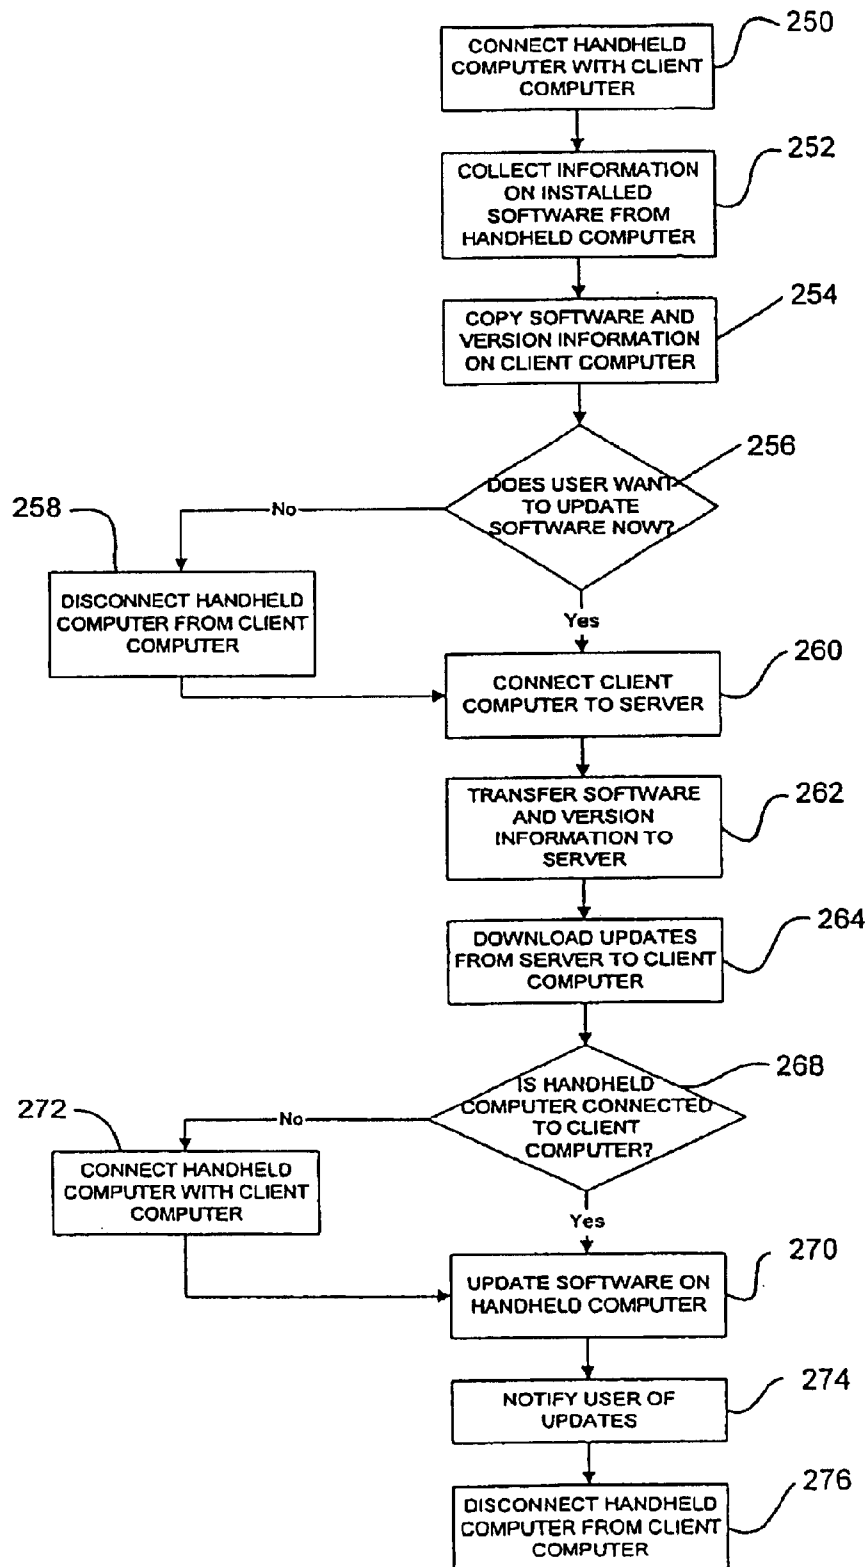 250
CONNECT HANDHELD
COMPUTER WITH CLIENT
COMPUTER
252
COLLECT INFORMATION
ON INSTALLED
SOFTWARE FROM
HANDHELD COMPUTER
254
COPY SOFTWARE AND
VERSION INFORMATION
ON CLIENT COMPUTER
256
DOES USER WANT
TO UPDATE
SOFTWARE NOW?
No
258
DISCONNECT HANDHELD
COMPUTER FROM CLIENT
COMPUTER
Yes
260
CONNECT CLIENT
COMPUTER TO SERVER
262
TRANSFER SOFTWARE
AND VERSION
INFORMATION TO
SERVER
264
DOWNLOAD UPDATES
FROM SERVER TO CLIENT
COMPUTER
268
IS HANDHELD
COMPUTER CONNECTED
TO CLIENT
COMPUTER?
No
272
CONNECT HANDHELD
COMPUTER WITH CLIENT
COMPUTER
Yes
270
UPDATE SOFTWARE ON
HANDHELD COMPUTER
274
NOTIFY USER OF
UPDATES
276
DISCONNECT HANDHELD
COMPUTER FROM CLIENT
COMPUTER